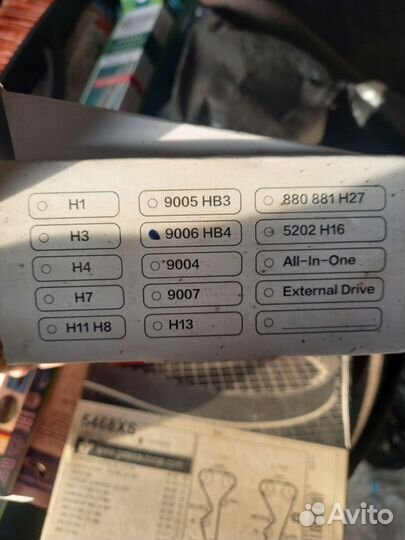 H1
9005 HB3
880 881 H27
H3
9006 HB4
5202 H16
H4
9004
All-In-One
H7
9007
External Drive
H11 H8
H13
5468XS
Avito